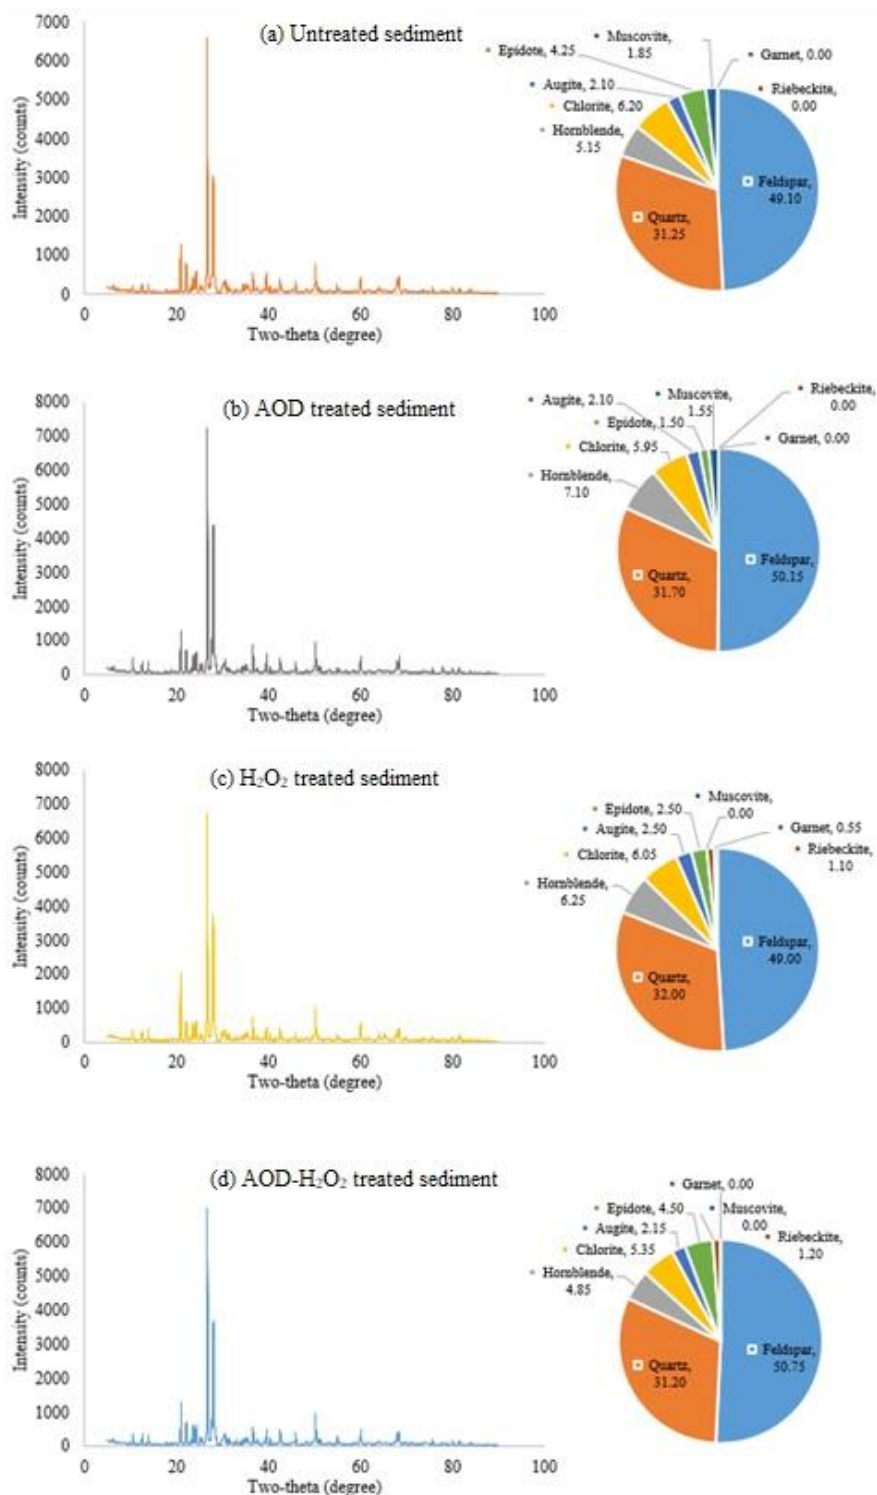 (a) Untreated sediment
7000
6000
5000
4000
3000
2000
1000
0
Intensity (counts)
0 20 40 60 80 100
Two-theta (degree)
Muscovite,
1.85
Epidote, 4.25
Garnet, 0.00
Augite, 2.10
Riebeckite,
0.00
Chlorite, 6.20
Hornblende,
5.15
Feldspar,
49.10
Quartz,
31.25
(b) AOD treated sediment
8000
7000
6000
5000
4000
3000
2000
1000
0
Intensity (counts)
0 20 40 60 80 100
Two-theta (degree)
Riebeckite,
0.00
Augite, 2.10
Muscovite,
1.55
Epidote, 1.50
Garnet, 0.00
Chlorite, 5.95
Hornblende,
7.10
Feldspar,
50.15
Quartz,
31.70
(c) H₂O₂ treated sediment
8000
7000
6000
5000
4000
3000
2000
1000
0
Intensity (counts)
0 20 40 60 80 100
Two-theta (degree)
Muscovite,
0.00
Epidote, 2.50
Garnet, 0.55
Augite, 2.50
Riebeckite,
1.10
Chlorite, 6.05
Hornblende,
6.25
Feldspar,
49.00
Quartz,
32.00
(d) AOD-H₂O₂ treated sediment
8000
7000
6000
5000
4000
3000
2000
1000
0
Intensity (counts)
0 20 40 60 80 100
Two-theta (degree)
Garnet, 0.00
Epidote, 4.50
Muscovite,
0.00
Augite, 2.15
Riebeckite,
1.20
Chlorite, 5.35
Hornblende,
4.85
Feldspar,
50.75
Quartz,
31.20